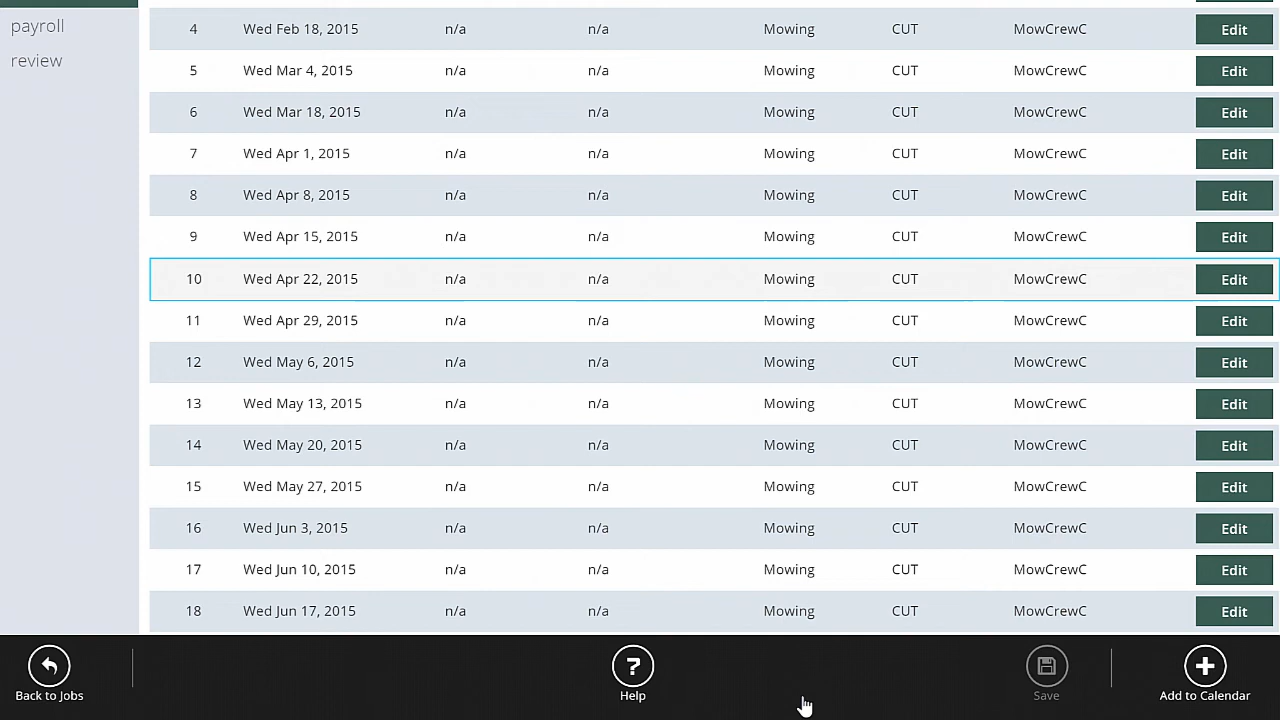 payroll
review
4 Wed Feb 18, 2015 n/a n/a Mowing CUT MowCrewC Edit
5 Wed Mar 4, 2015 n/a n/a Mowing CUT MowCrewC Edit
6 Wed Mar 18, 2015 n/a n/a Mowing CUT MowCrewC Edit
7 Wed Apr 1, 2015 n/a n/a Mowing CUT MowCrewC Edit
8 Wed Apr 8, 2015 n/a n/a Mowing CUT MowCrewC Edit
9 Wed Apr 15, 2015 n/a n/a Mowing CUT MowCrewC Edit
10 Wed Apr 22, 2015 n/a n/a Mowing CUT MowCrewC Edit
11 Wed Apr 29, 2015 n/a n/a Mowing CUT MowCrewC Edit
12 Wed May 6, 2015 n/a n/a Mowing CUT MowCrewC Edit
13 Wed May 13, 2015 n/a n/a Mowing CUT MowCrewC Edit
14 Wed May 20, 2015 n/a n/a Mowing CUT MowCrewC Edit
15 Wed May 27, 2015 n/a n/a Mowing CUT MowCrewC Edit
16 Wed Jun 3, 2015 n/a n/a Mowing CUT MowCrewC Edit
17 Wed Jun 10, 2015 n/a n/a Mowing CUT MowCrewC Edit
18 Wed Jun 17, 2015 n/a n/a Mowing CUT MowCrewC Edit
Back to Jobs
?
Help
Save
Add to Calendar